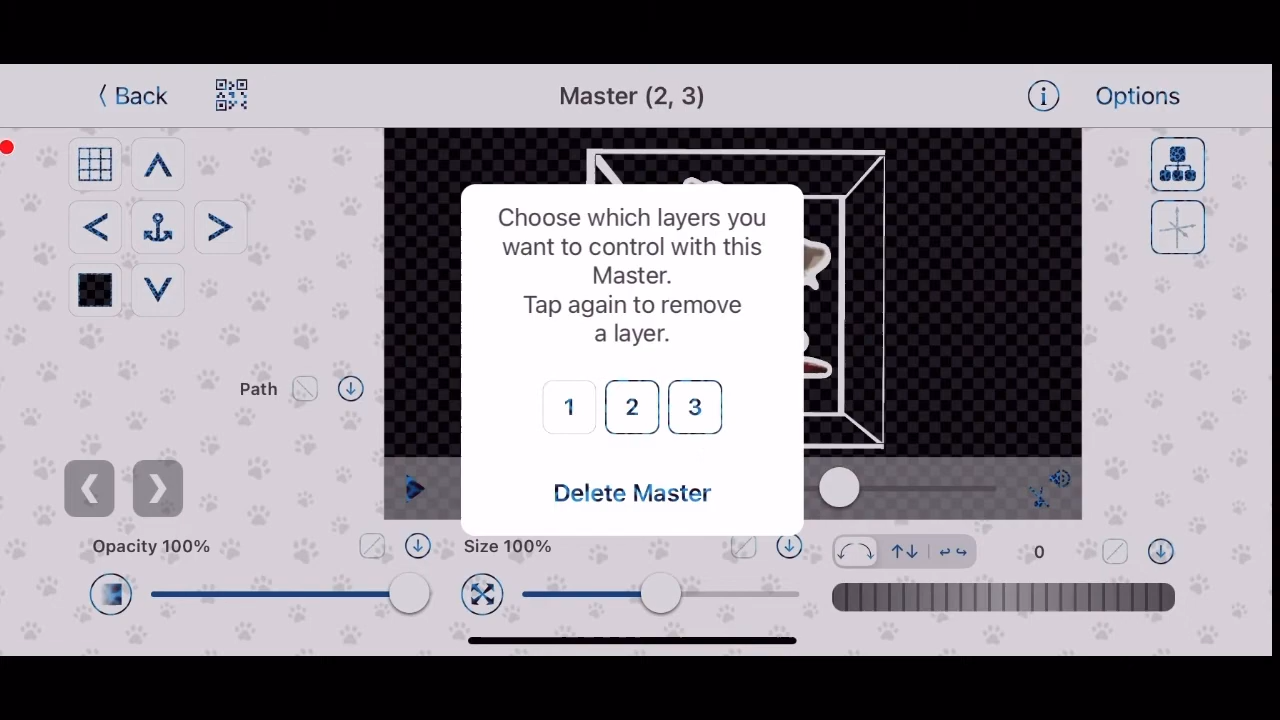 Back
Master (2, 3)
Options
Choose which layers you
want to control with this
Master.
Tap again to remove
a layer.
1
2
3
Delete Master
Path
Opacity 100%
Size 100%
0